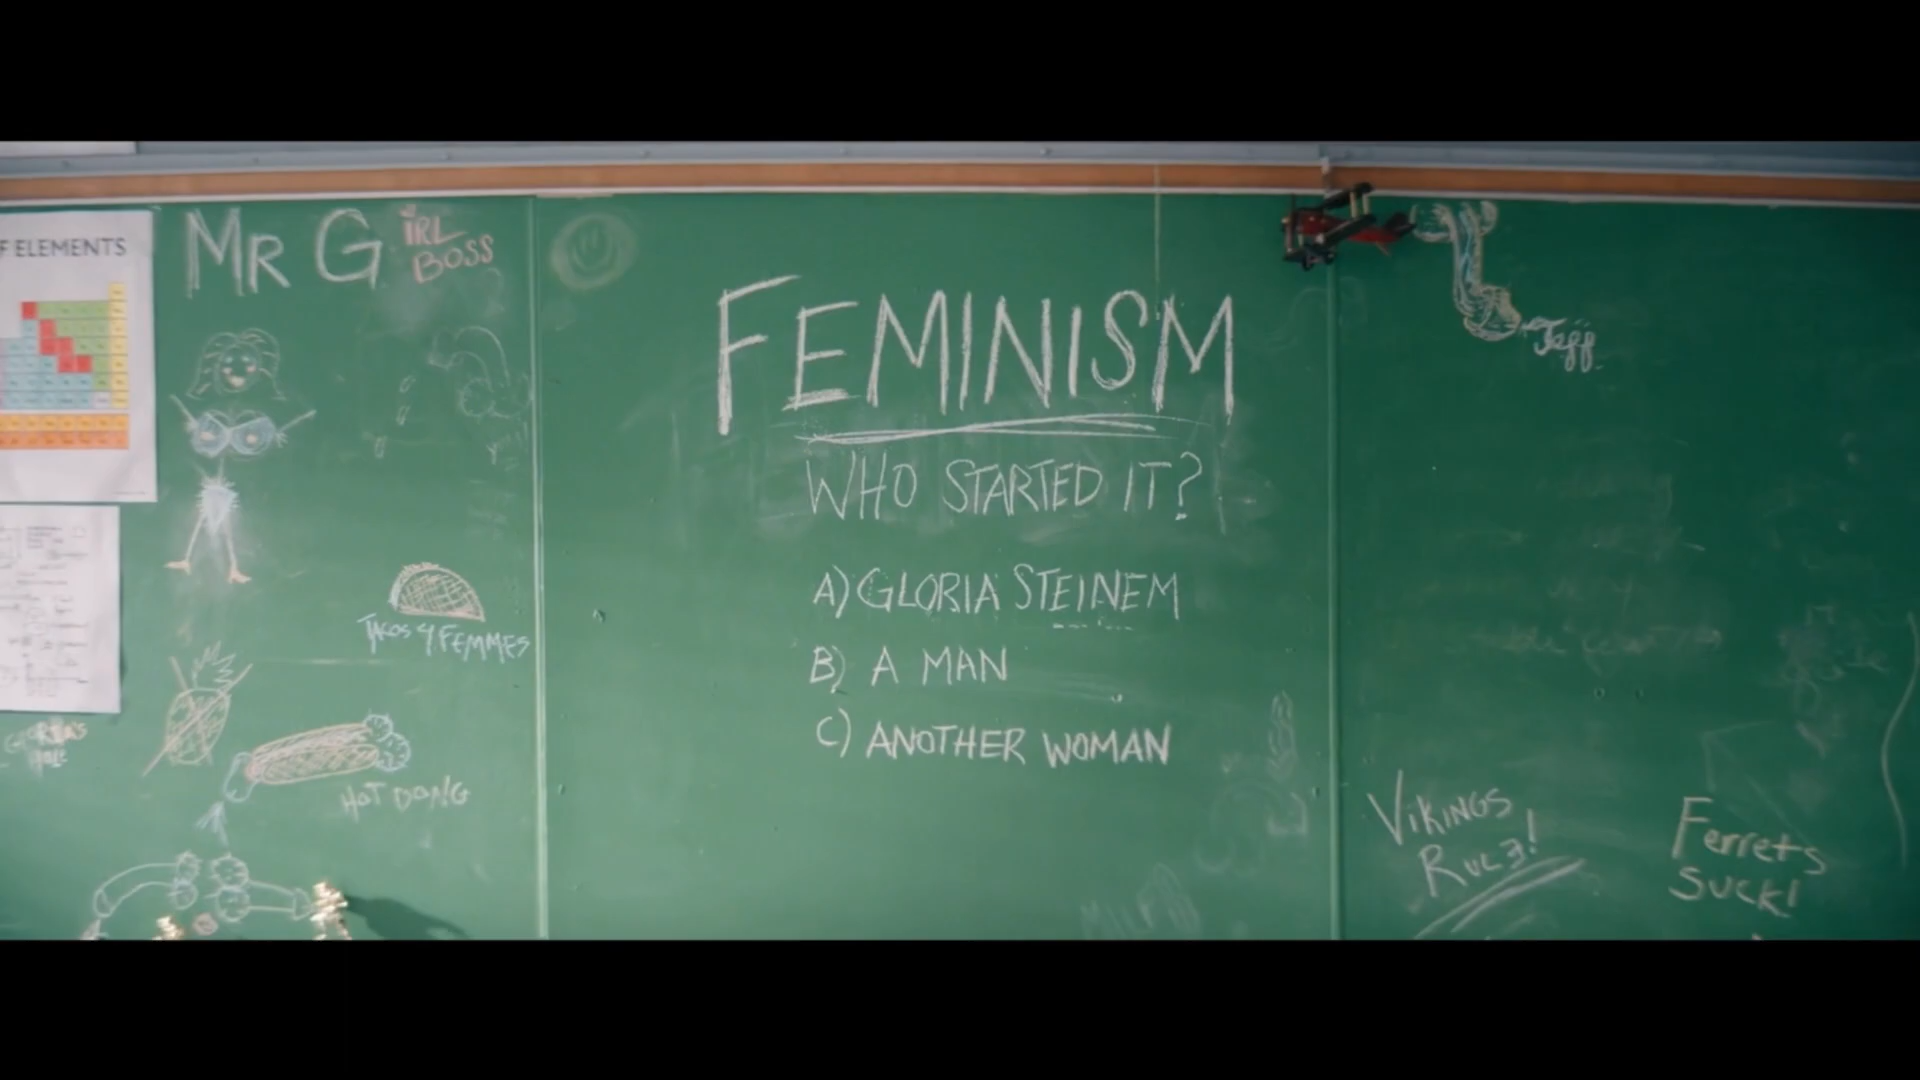 F ELEMENTS
MR G
iRL
BOSS
FEMINISM
WHO STARTED IT?
A) GLORIA STEINEM
B) A MAN
C) ANOTHER WOMAN
TACOS 4 FEMMES
HOT DONG
Jeff
VIKINGS
RULE!
Ferrets
SUCK!